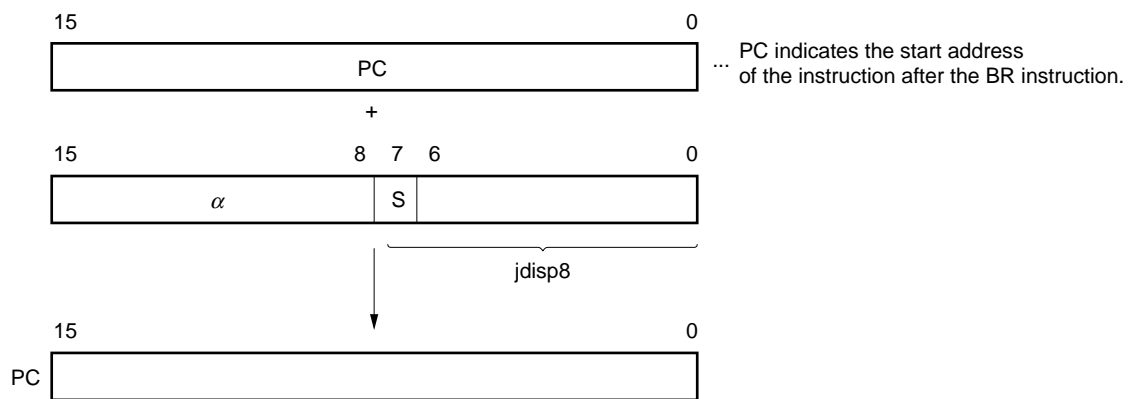 15 0
PC
... PC indicates the start address
of the instruction after the BR instruction.
+
15 8 7 6 0
α S
jdisp8
15 0
PC